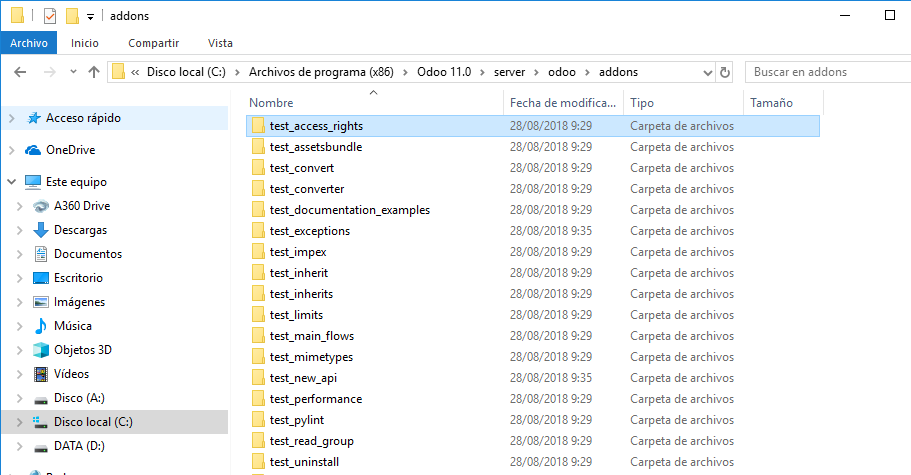 addons
Archivo Inicio Compartir Vista
« Disco local (C:) Archivos de programa (x86) Odoo 11.0 server odoo addons Buscar en addons
Nombre Fecha de modifica... Tipo Tamaño
Acceso rápido
OneDrive
Este equipo
A360 Drive
Descargas
Documentos
Escritorio
Imágenes
Música
Objetos 3D
Vídeos
Disco (A:)
Disco local (C:)
DATA (D:)
test_access_rights 28/08/2018 9:29 Carpeta de archivos
test_assetsbundle 28/08/2018 9:29 Carpeta de archivos
test_convert 28/08/2018 9:29 Carpeta de archivos
test_converter 28/08/2018 9:29 Carpeta de archivos
test_documentation_examples 28/08/2018 9:29 Carpeta de archivos
test_exceptions 28/08/2018 9:35 Carpeta de archivos
test_impex 28/08/2018 9:29 Carpeta de archivos
test_inherit 28/08/2018 9:29 Carpeta de archivos
test_inherits 28/08/2018 9:29 Carpeta de archivos
test_limits 28/08/2018 9:29 Carpeta de archivos
test_main_flows 28/08/2018 9:29 Carpeta de archivos
test_mimetypes 28/08/2018 9:29 Carpeta de archivos
test_new_api 28/08/2018 9:35 Carpeta de archivos
test_performance 28/08/2018 9:29 Carpeta de archivos
test_pylint 28/08/2018 9:29 Carpeta de archivos
test_read_group 28/08/2018 9:29 Carpeta de archivos
test_uninstall 28/08/2018 9:29 Carpeta de archivos